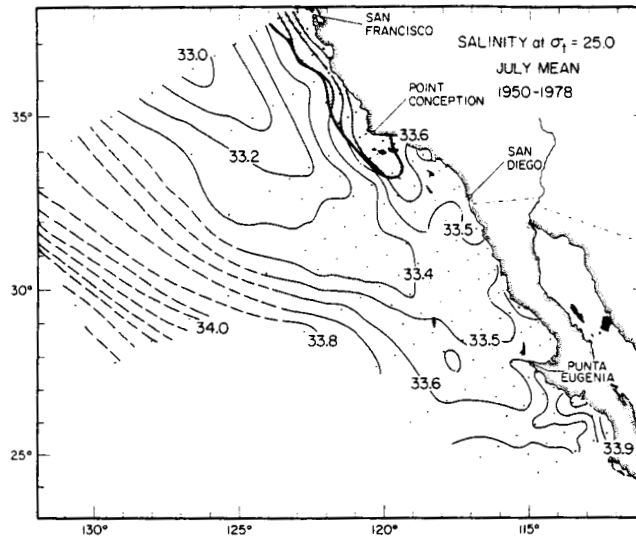 SAN
FRANCISCO
SALINITY at σt = 25.0
JULY MEAN
1950-1978
33.0
POINT
CONCEPTION
35°
33.6
33.2
SAN
DIEGO
33.5
33.4
30°
34.0
33.8
33.5
33.6
PUNTA
EUGENIA
25°
33.9
130°
125°
120°
115°